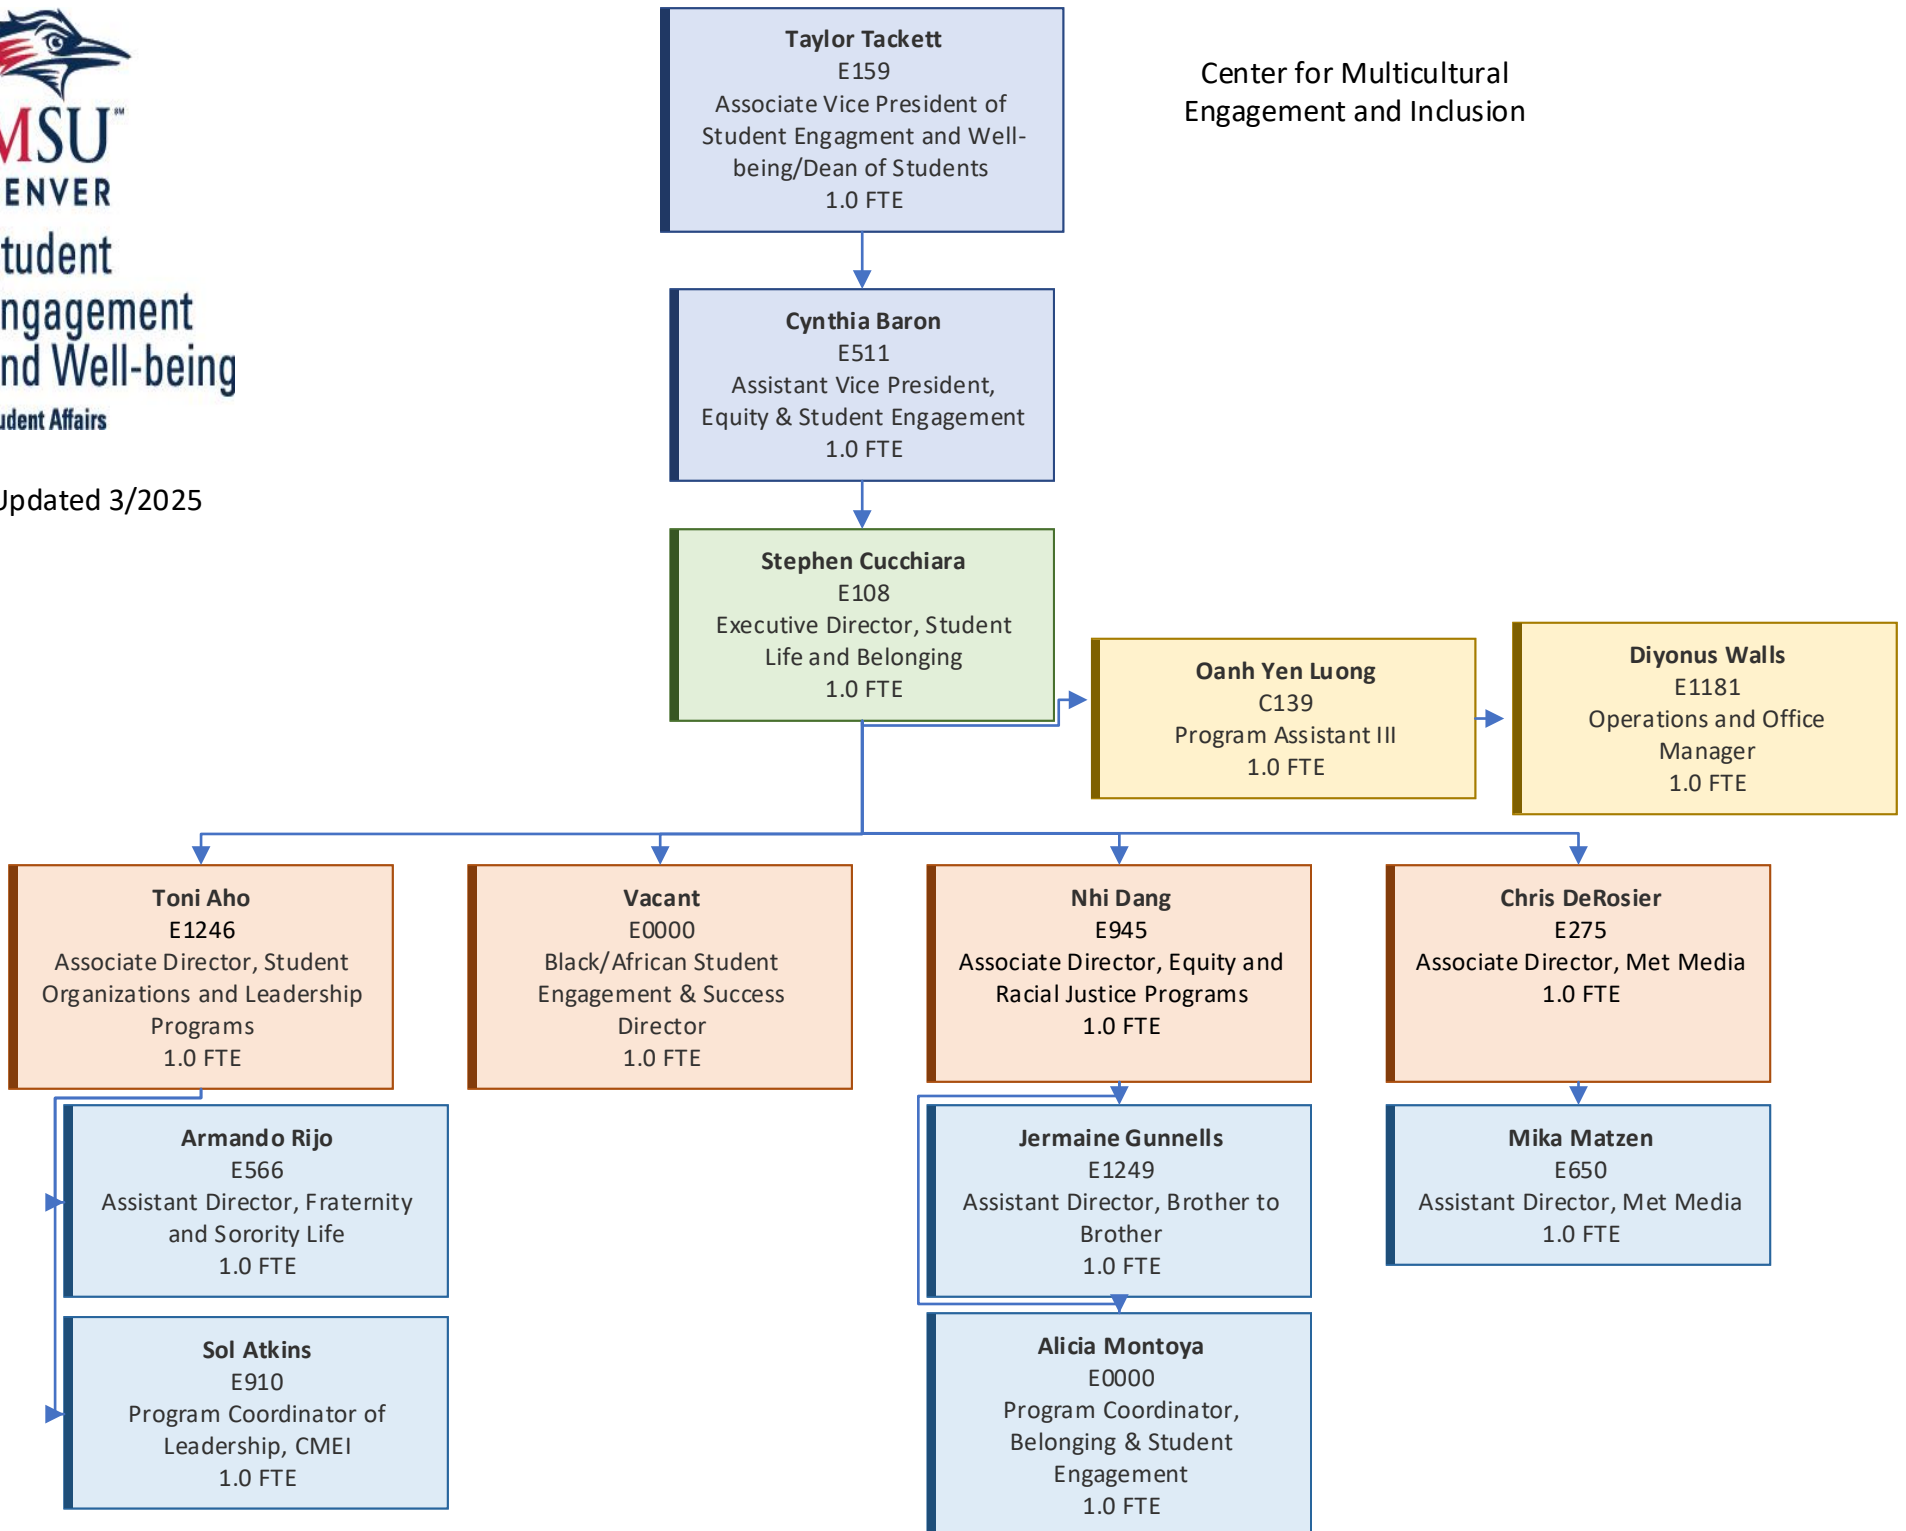 MSU
ENVER
tudent
ngagement
nd Well-being
udent Affairs
Updated 3/2025
Center for Multicultural
Engagement and Inclusion
Taylor Tackett
E159
Associate Vice President of
Student Engagment and Well-
being/Dean of Students
1.0 FTE
Cynthia Baron
E511
Assistant Vice President,
Equity & Student Engagement
1.0 FTE
Stephen Cucchiara
E108
Executive Director, Student
Life and Belonging
1.0 FTE
Oanh Yen Luong
C139
Program Assistant III
1.0 FTE
Diyonus Walls
E1181
Operations and Office
Manager
1.0 FTE
Toni Aho
E1246
Associate Director, Student
Organizations and Leadership
Programs
1.0 FTE
Vacant
E0000
Black/African Student
Engagement & Success
Director
1.0 FTE
Nhi Dang
E945
Associate Director, Equity and
Racial Justice Programs
1.0 FTE
Chris DeRosier
E275
Associate Director, Met Media
1.0 FTE
Armando Rijo
E566
Assistant Director, Fraternity
and Sorority Life
1.0 FTE
Sol Atkins
E910
Program Coordinator of
Leadership, CMEI
1.0 FTE
Jermaine Gunnells
E1249
Assistant Director, Brother to
Brother
1.0 FTE
Alicia Montoya
E0000
Program Coordinator,
Belonging & Student
Engagement
1.0 FTE
Mika Matzen
E650
Assistant Director, Met Media
1.0 FTE